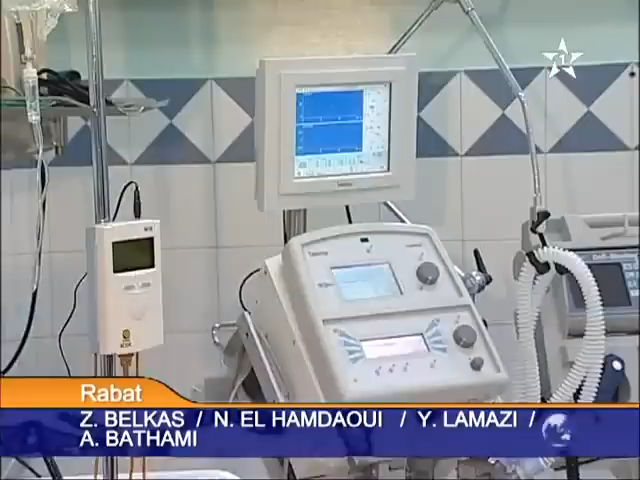 Rabat
Z. BELKAS / N. EL HAMDAOUI / Y. LAMAZI /
A. BATHAMI